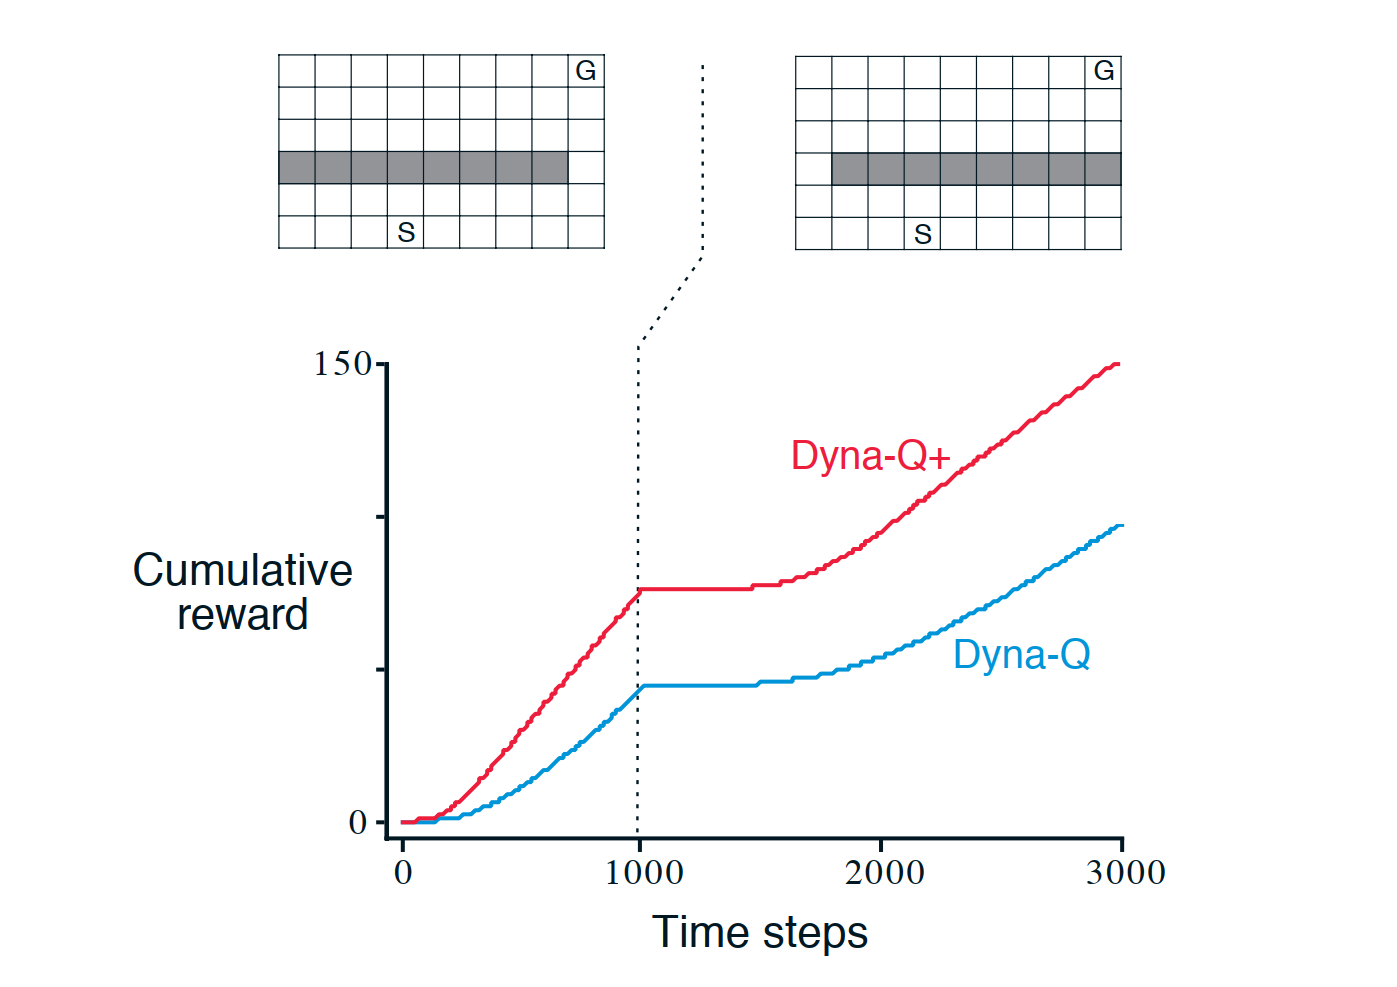 G
G
S
S
150
Dyna-Q+
Cumulative
reward
Dyna-Q
0
0
1000
2000
3000
Time steps